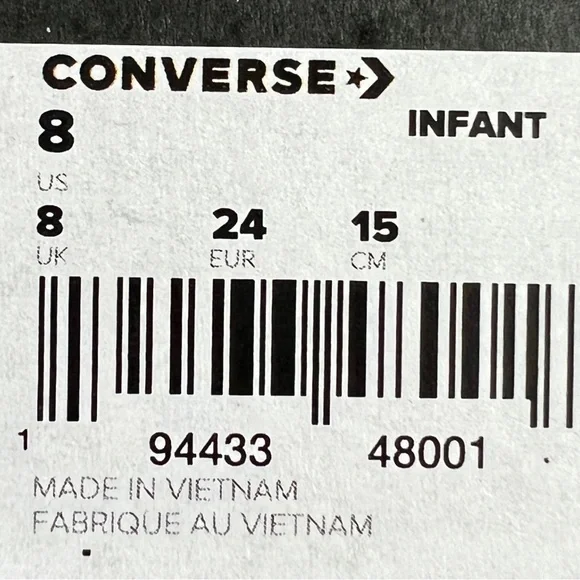 CONVERSE
8 INFANT
US
8 24 15
UK EUR CM
1 94433 48001
MADE IN VIETNAM
FABRIQUE AU VIETNAM